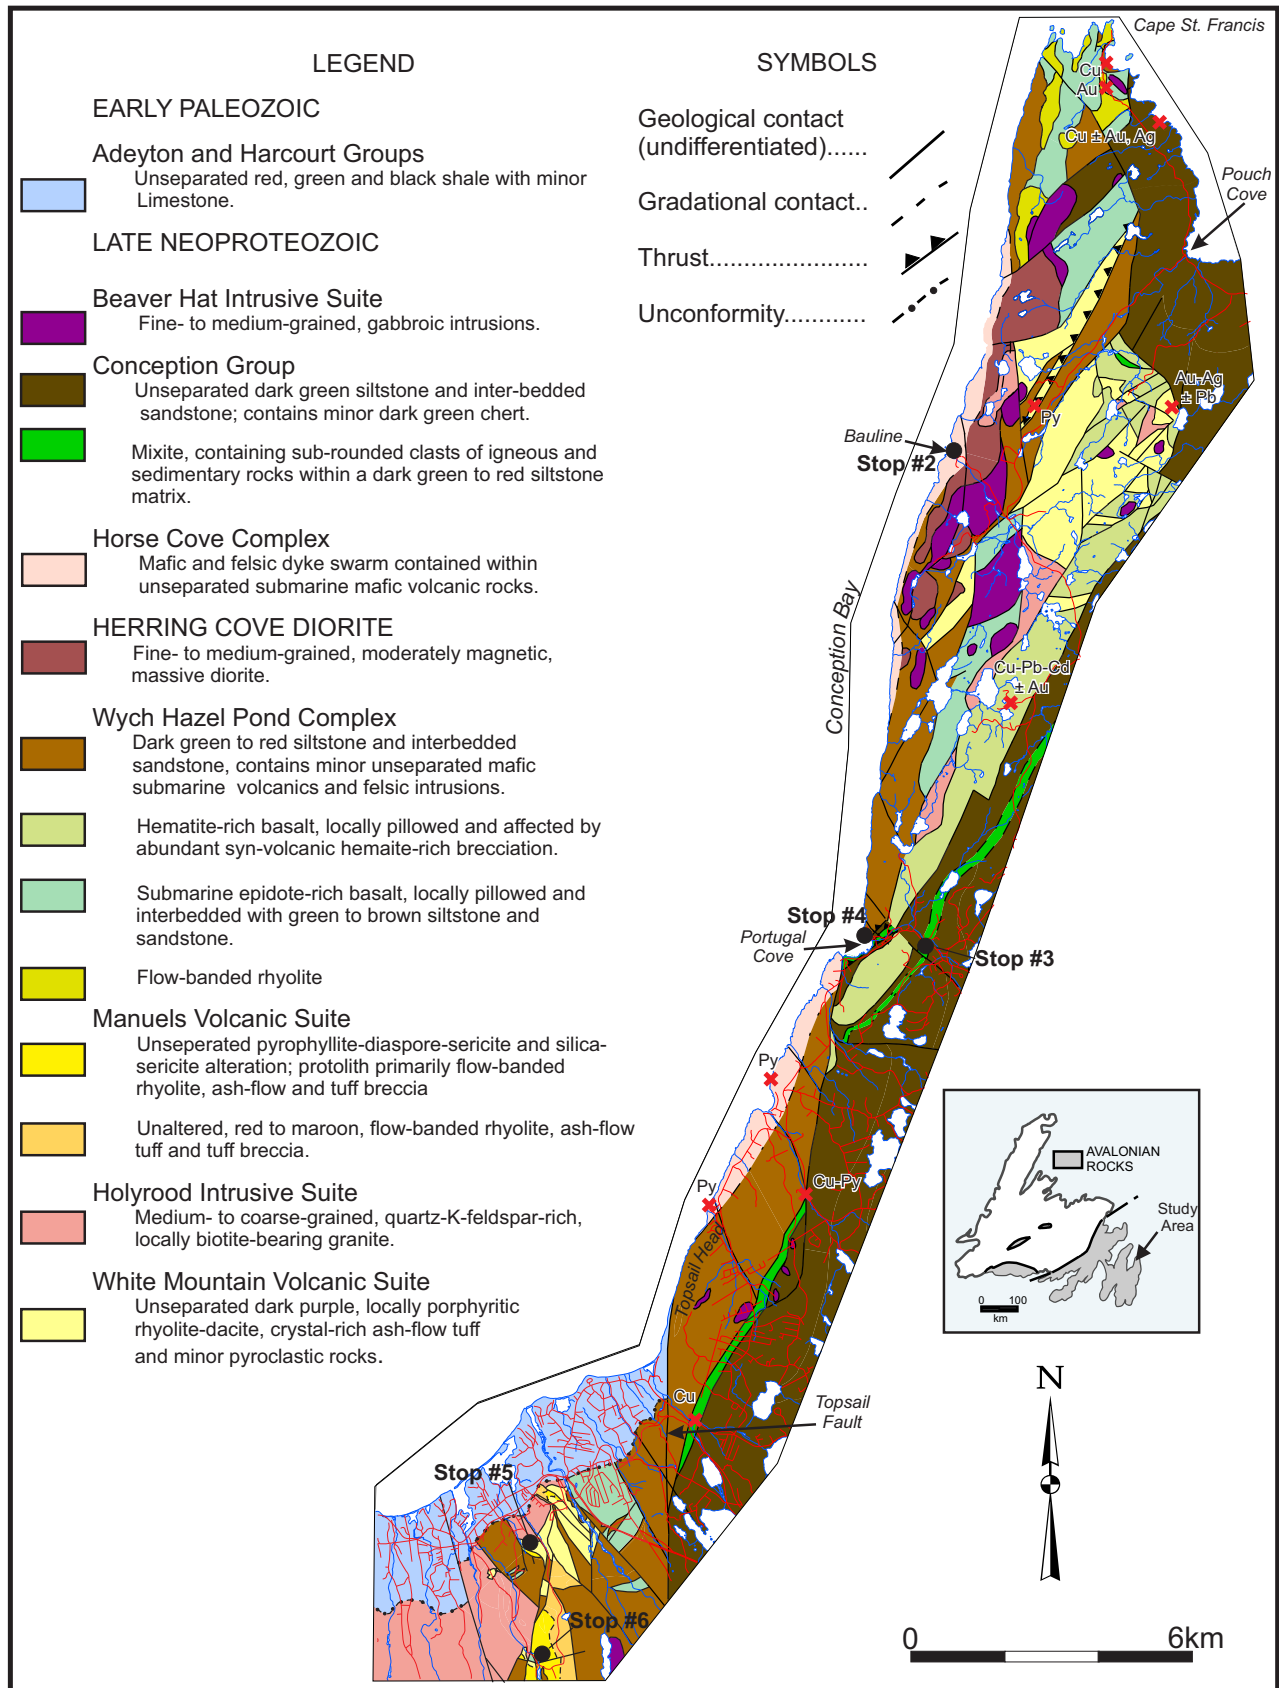 LEGEND
EARLY PALEOZOIC
Adeyton and Harcourt Groups
Unseparated red, green and black shale with minor
Limestone.
LATE NEOPROTEOZOIC
Beaver Hat Intrusive Suite
Fine- to medium-grained, gabbroic intrusions.
Conception Group
Unseparated dark green siltstone and inter-bedded
sandstone; contains minor dark green chert.
Mixite, containing sub-rounded clasts of igneous and
sedimentary rocks within a dark green to red siltstone
matrix.
Horse Cove Complex
Mafic and felsic dyke swarm contained within
unseparated submarine mafic volcanic rocks.
HERRING COVE DIORITE
Fine- to medium-grained, moderately magnetic,
massive diorite.
Wych Hazel Pond Complex
Dark green to red siltstone and interbedded
sandstone, contains minor unseparated mafic
submarine volcanics and felsic intrusions.
Hematite-rich basalt, locally pillowed and affected by
abundant syn-volcanic hemaite-rich brecciation.
Submarine epidote-rich basalt, locally pillowed and
interbedded with green to brown siltstone and
sandstone.
Flow-banded rhyolite
Manuels Volcanic Suite
Unseperated pyrophyllite-diaspore-sericite and silica-
sericite alteration; protolith primarily flow-banded
rhyolite, ash-flow and tuff breccia
Unaltered, red to maroon, flow-banded rhyolite, ash-flow
tuff and tuff breccia.
Holyrood Intrusive Suite
Medium- to coarse-grained, quartz-K-feldspar-rich,
locally biotite-bearing granite.
White Mountain Volcanic Suite
Unseparated dark purple, locally porphyritic
rhyolite-dacite, crystal-rich ash-flow tuff
and minor pyroclastic rocks.
SYMBOLS
Geological contact
(undifferentiated)......
Gradational contact..
Thrust.......................
Unconformity............
Cape St. Francis
Cu
Au
Cu ± Au, Ag
Pouch
Cove
Au-Ag
± Pb
Py
Bauline
Stop #2
Conception Bay
Cu-Pb-Cd
± Au
Stop #4
Portugal
Cove
Stop #3
Py
Py
Cu-Py
Topsail Head
Cu
Topsail
Fault
Stop #5
Stop #6
AVALONIAN
ROCKS
Study
Area
0 100
km
N
0 6km